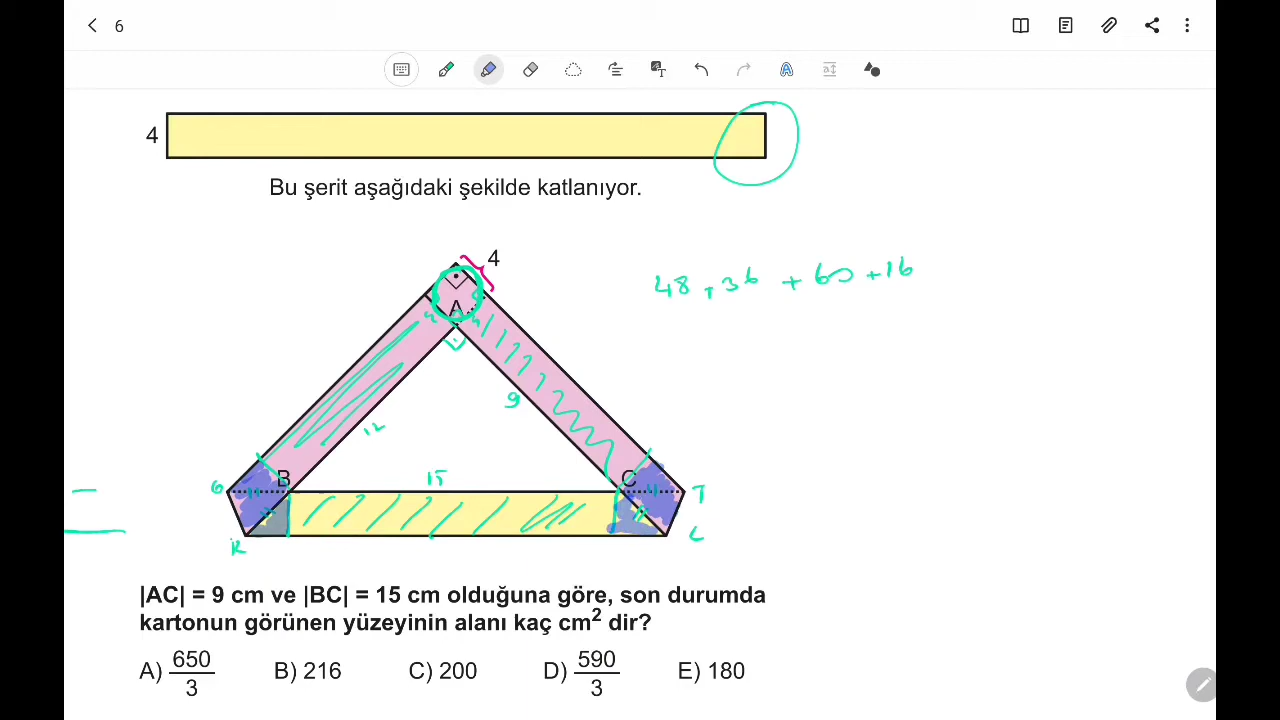 6
4
Bu şerit aşağıdaki şekilde katlanıyor.
4
48 + 36 + 60 + 16
A
4 4
9
12
B 15 C
G T
K L
|AC| = 9 cm ve |BC| = 15 cm olduğuna göre, son durumda
kartonun görünen yüzeyinin alanı kaç cm² dir?
A) 650/3 B) 216 C) 200 D) 590/3 E) 180